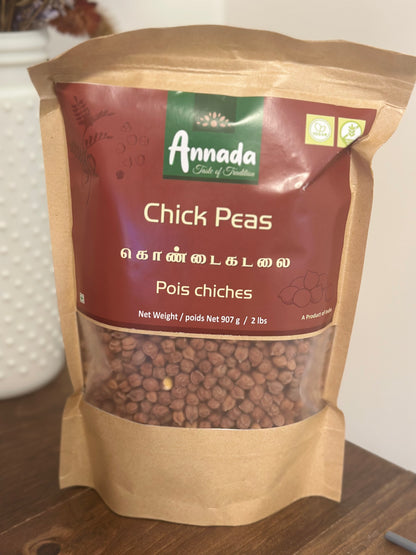 Annada
Taste of Tradition
Chick Peas
கொண்டைகடலை
Pois chiches
Net Weight / poids Net 907 g / 2 lbs
A Product of India